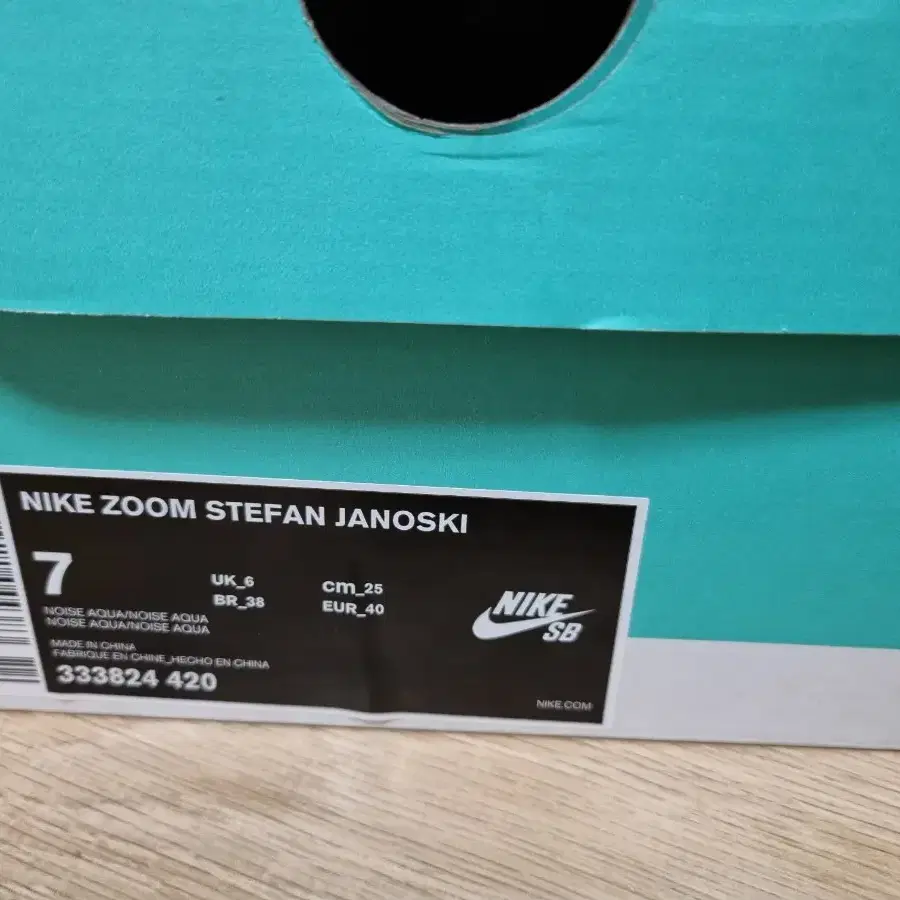 NIKE ZOOM STEFAN JANOSKI
7
UK_6
cm_25
BR_38
EUR_40
NOISE AQUA/NOISE AQUA
NOISE AQUA/NOISE AQUA
MADE IN CHINA
FABRIQUE EN CHINE_HECHO EN CHINA
333824 420
NIKE
SB
NIKE.COM